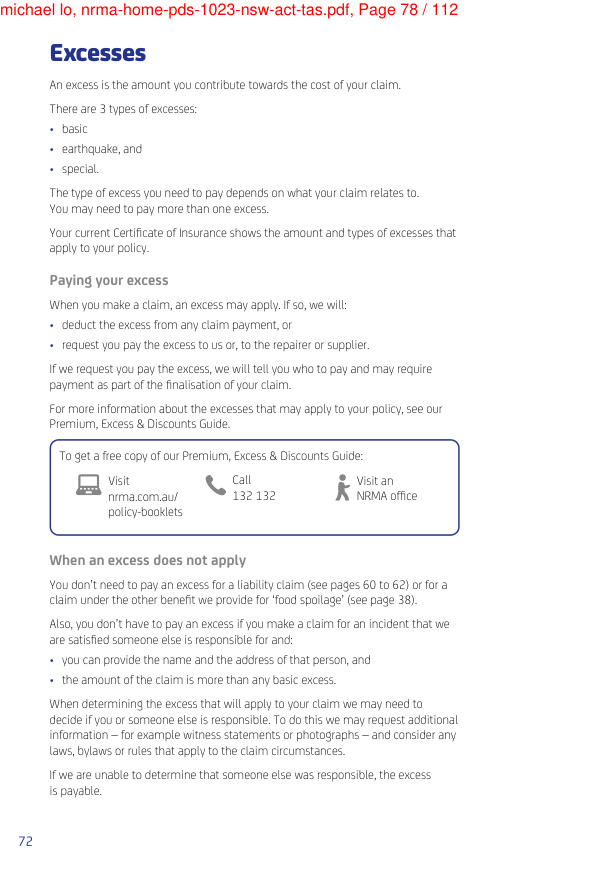 michael lo, nrma-home-pds-1023-nsw-act-tas.pdf, Page 78 / 112
Excesses
An excess is the amount you contribute towards the cost of your claim.
There are 3 types of excesses:
• basic
• earthquake, and
• special.
The type of excess you need to pay depends on what your claim relates to.
You may need to pay more than one excess.
Your current Certificate of Insurance shows the amount and types of excesses that
apply to your policy.
Paying your excess
When you make a claim, an excess may apply. If so, we will:
• deduct the excess from any claim payment, or
• request you pay the excess to us or, to the repairer or supplier.
If we request you pay the excess, we will tell you who to pay and may require
payment as part of the finalisation of your claim.
For more information about the excesses that may apply to your policy, see our
Premium, Excess & Discounts Guide.
To get a free copy of our Premium, Excess & Discounts Guide:
Visit
nrma.com.au/
policy-booklets
Call
132 132
Visit an
NRMA office
When an excess does not apply
You don't need to pay an excess for a liability claim (see pages 60 to 62) or for a
claim under the other benefit we provide for 'food spoilage' (see page 38).
Also, you don't have to pay an excess if you make a claim for an incident that we
are satisfied someone else is responsible for and:
• you can provide the name and the address of that person, and
• the amount of the claim is more than any basic excess.
When determining the excess that will apply to your claim we may need to
decide if you or someone else is responsible. To do this we may request additional
information – for example witness statements or photographs – and consider any
laws, bylaws or rules that apply to the claim circumstances.
If we are unable to determine that someone else was responsible, the excess
is payable.
72